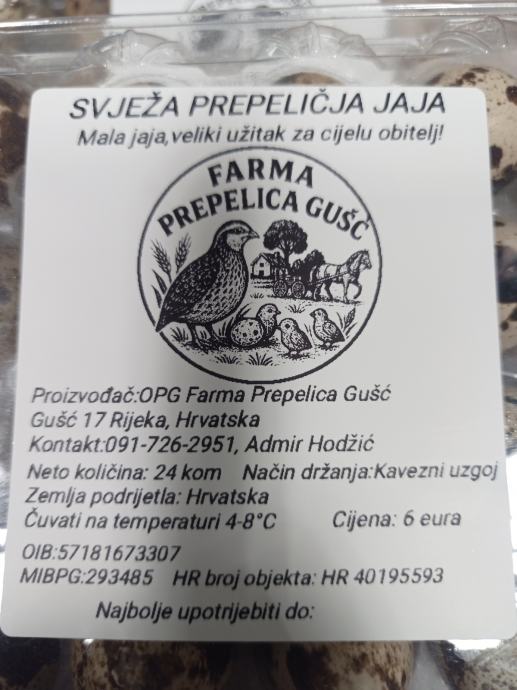 SVJEŽA PREPELIČJA JAJA
Mala jaja,veliki užitak za cijelu obitelj!
FARMA
PREPELICA GUŠĆ
Proizvođač:OPG Farma Prepelica Gušć
Gušć 17 Rijeka, Hrvatska
Kontakt:091-726-2951, Admir Hodžić
Neto količina: 24 kom Način držanja:Kavezni uzgoj
Zemlja podrijetla: Hrvatska
Čuvati na temperaturi 4-8°C Cijena: 6 eura
OIB:57181673307
MIBPG:293485 HR broj objekta: HR 40195593
Najbolje upotrijebiti do: